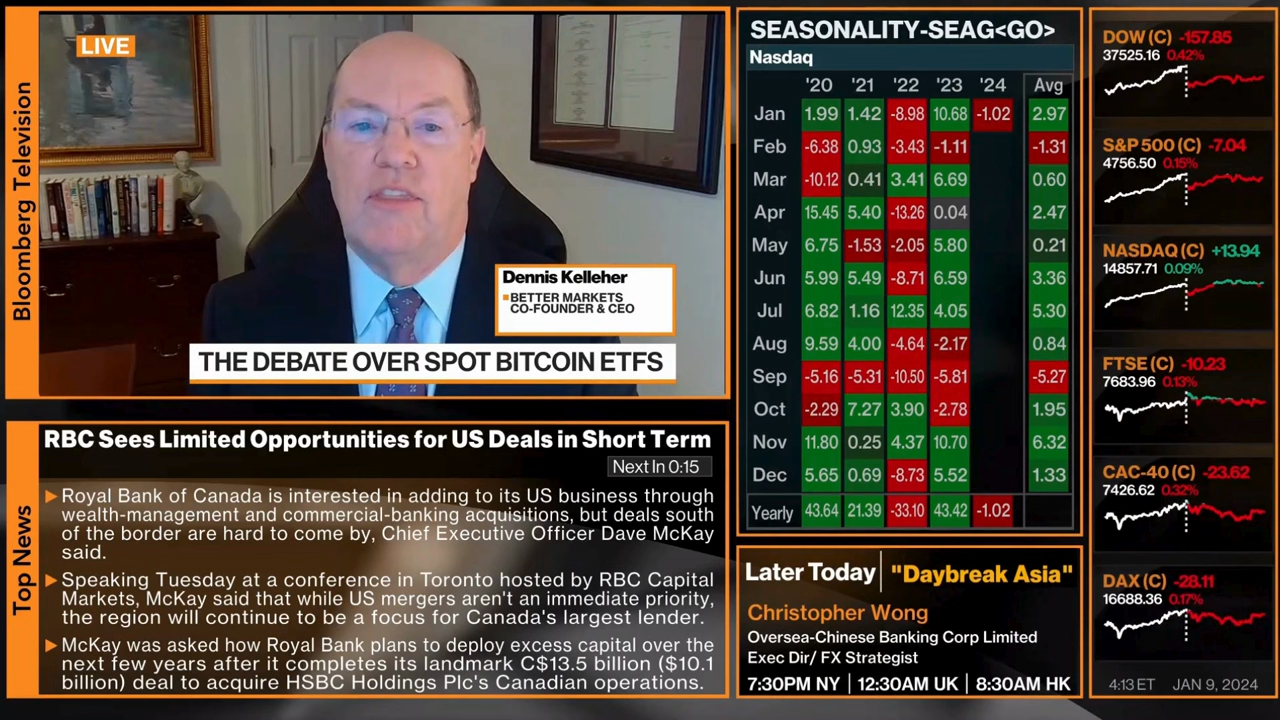 Bloomberg Television
LIVE
Dennis Kelleher
BETTER MARKETS
CO-FOUNDER & CEO
THE DEBATE OVER SPOT BITCOIN ETFS
Top News
RBC Sees Limited Opportunities for US Deals in Short Term
Next In 0:15
Royal Bank of Canada is interested in adding to its US business through
wealth-management and commercial-banking acquisitions, but deals south
of the border are hard to come by, Chief Executive Officer Dave McKay
said.
Speaking Tuesday at a conference in Toronto hosted by RBC Capital
Markets, McKay said that while US mergers aren't an immediate priority,
the region will continue to be a focus for Canada's largest lender.
McKay was asked how Royal Bank plans to deploy excess capital over the
next few years after it completes its landmark C$13.5 billion ($10.1
billion) deal to acquire HSBC Holdings Plc's Canadian operations.
SEASONALITY-SEAG<GO>
Nasdaq
'20 '21 '22 '23 '24 Avg
Jan 1.99 1.42 -8.98 10.68 -1.02 2.97
Feb -6.38 0.93 -3.43 -1.11 -1.31
Mar -10.12 0.41 3.41 6.69 0.60
Apr 15.45 5.40 -13.26 0.04 2.47
May 6.75 -1.53 -2.05 5.80 0.21
Jun 5.99 5.49 -8.71 6.59 3.36
Jul 6.82 1.16 12.35 4.05 5.30
Aug 9.59 4.00 -4.64 -2.17 0.84
Sep -5.16 -5.31 -10.50 -5.81 -5.27
Oct -2.29 7.27 3.90 -2.78 1.95
Nov 11.80 0.25 4.37 10.70 6.32
Dec 5.65 0.69 -8.73 5.52 1.33
Yearly 43.64 21.39 -33.10 43.42 -1.02
Later Today "Daybreak Asia"
Christopher Wong
Oversea-Chinese Banking Corp Limited
Exec Dir/ FX Strategist
7:30PM NY 12:30AM UK 8:30AM HK
DOW (C) -157.85
37525.16 0.42%
S&P 500 (C) -7.04
4756.50 0.15%
NASDAQ (C) +13.94
14857.71 0.09%
FTSE (C) -10.23
7683.96 0.13%
CAC-40 (C) -23.62
7426.62 0.32%
DAX (C) -28.11
16688.36 0.17%
4:13 ET JAN 9, 2024